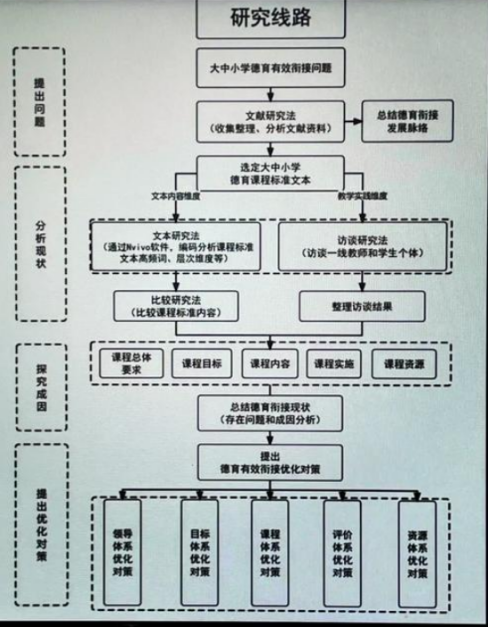 研究线路
提出问题
大中小学德育有效衔接问题
文献研究法
（收集整理、分析文献资料）
总结德育衔接
发展脉络
分析现状
选定大中小学
德育课程标准文本
文本内容维度
教学实践维度
文本研究法
（通过Nvivo软件，编码分析课程标准
文本高频词、层次维度等）
访谈研究法
（访谈一线教师和学生个体）
比较研究法
（比较课程标准内容）
整理访谈结果
探究成因
课程总体
要求
课程目标
课程内容
课程实施
课程资源
总结德育衔接现状
（存在问题和成因分析）
提出优化对策
提出
德育有效衔接优化对策
领导
体系
优化
对策
目标
体系
优化
对策
课程
体系
优化
对策
评价
体系
优化
对策
资源
体系
优化
对策